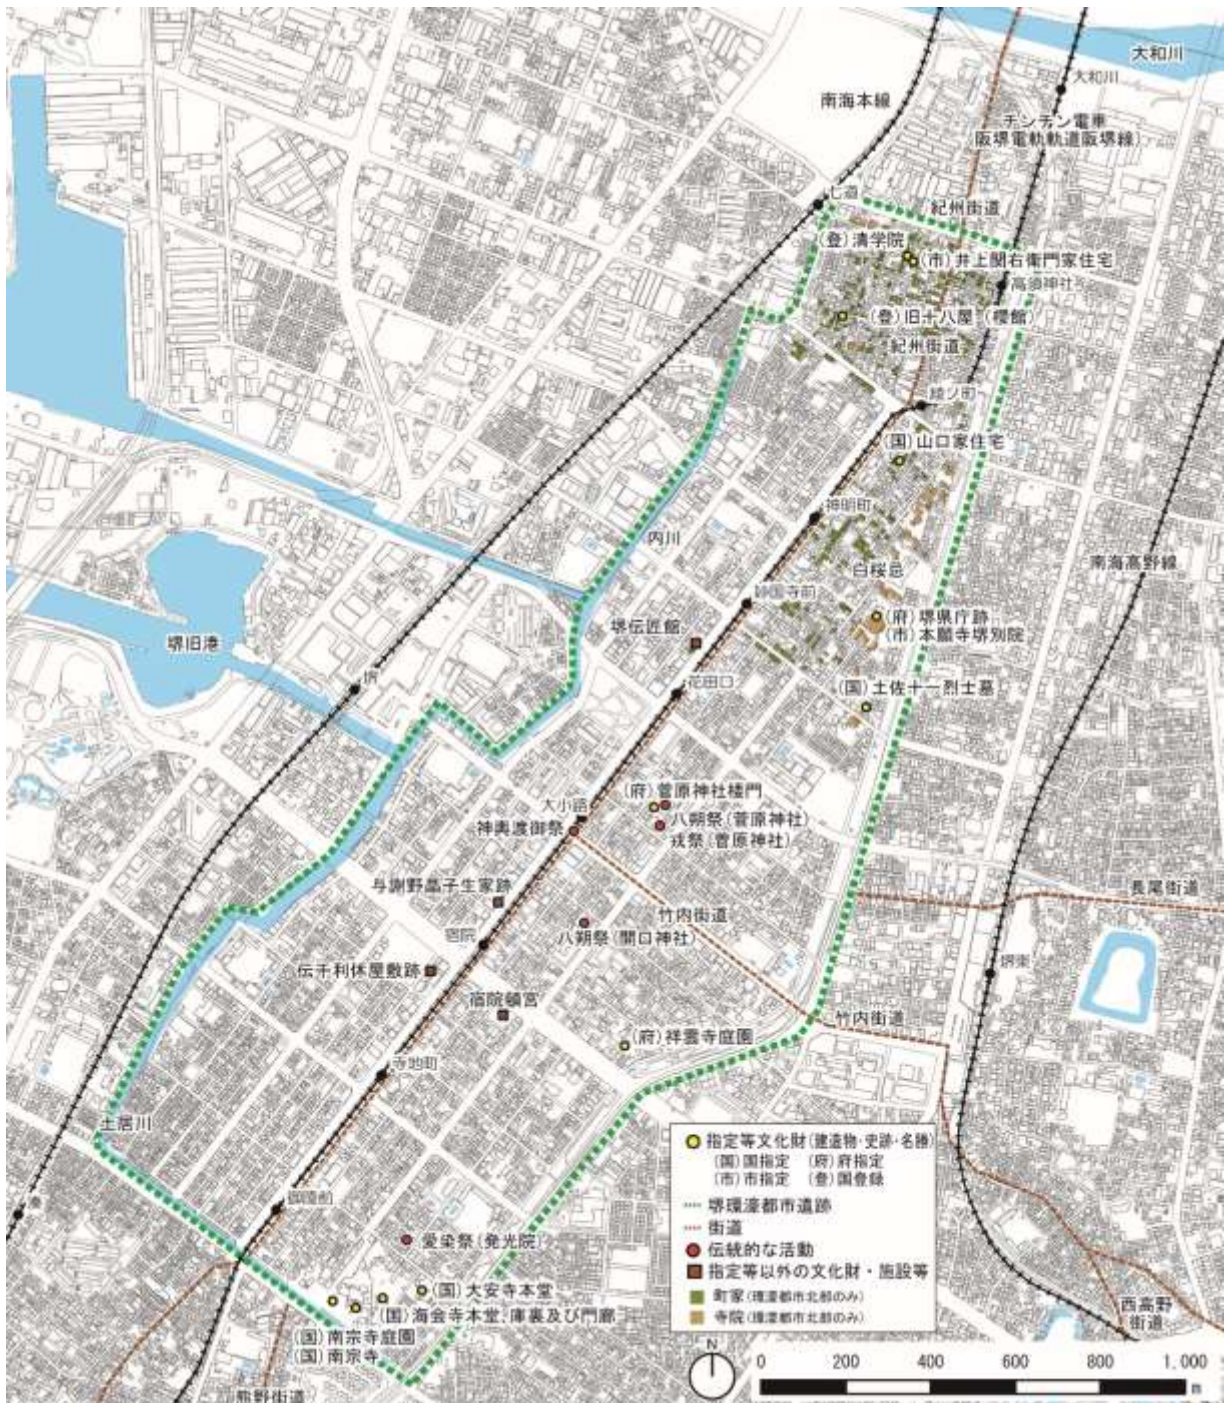 大和川
大和川
南海本線
チンチン電車
阪堺電軌軌道阪堺線)
七道
紀州街道
(登)清学院
(市)井上関右衛門家住宅
高須神社
(登)旧十八屋 (櫻館)
紀州街道
綾ノ町
(国)山口家住宅
神明町
内川
白桜忌
南海高野線
妙国寺前
(府)堺県庁跡
(市)本願寺堺別院
堺伝匠館
堺旧港
堺
花田口
(国)土佐十一烈士墓
(府)菅原神社楼門
大小路
八朔祭(菅原神社)
神輿渡御祭
戎祭(菅原神社)
与謝野晶子生家跡
長尾街道
竹内街道
八朔祭(開口神社)
宿院
伝千利休屋敷跡
堺東
宿院頓宮
竹内街道
(府)祥雲寺庭園
寺地町
土居川
御陵前
愛染祭(発光院)
(国)大安寺本堂
(国)海会寺本堂、庫裏及び門廊
(国)南宗寺庭園
(国)南宗寺
熊野街道
西高野
街道
指定等文化財(建造物・史跡・名勝)
(国)国指定 (府)府指定
(市)市指定 (登)国登録
堺環濠都市遺跡
街道
伝統的な活動
指定等以外の文化財・施設等
町家(環濠都市北部のみ)
寺院(環濠都市北部のみ)
N
0 200 400 600 800 1,000
m